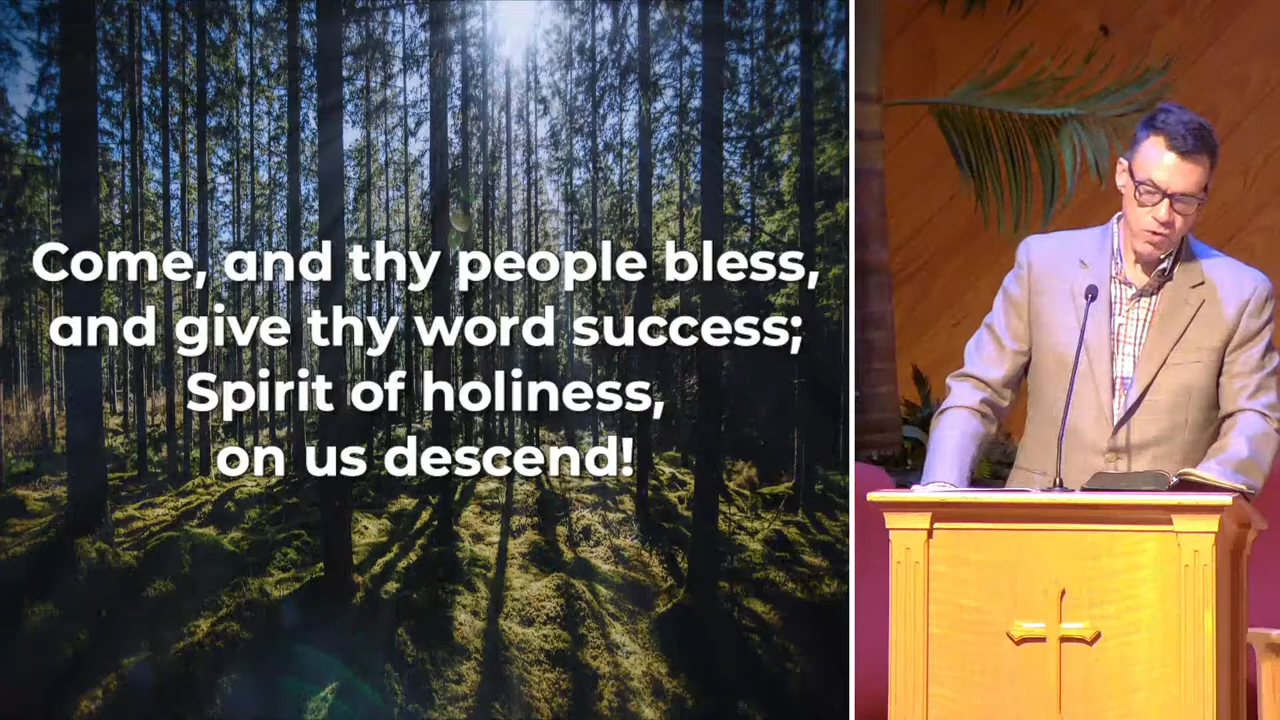 Come, and thy people bless,
and give thy word success;
Spirit of holiness,
on us descend!